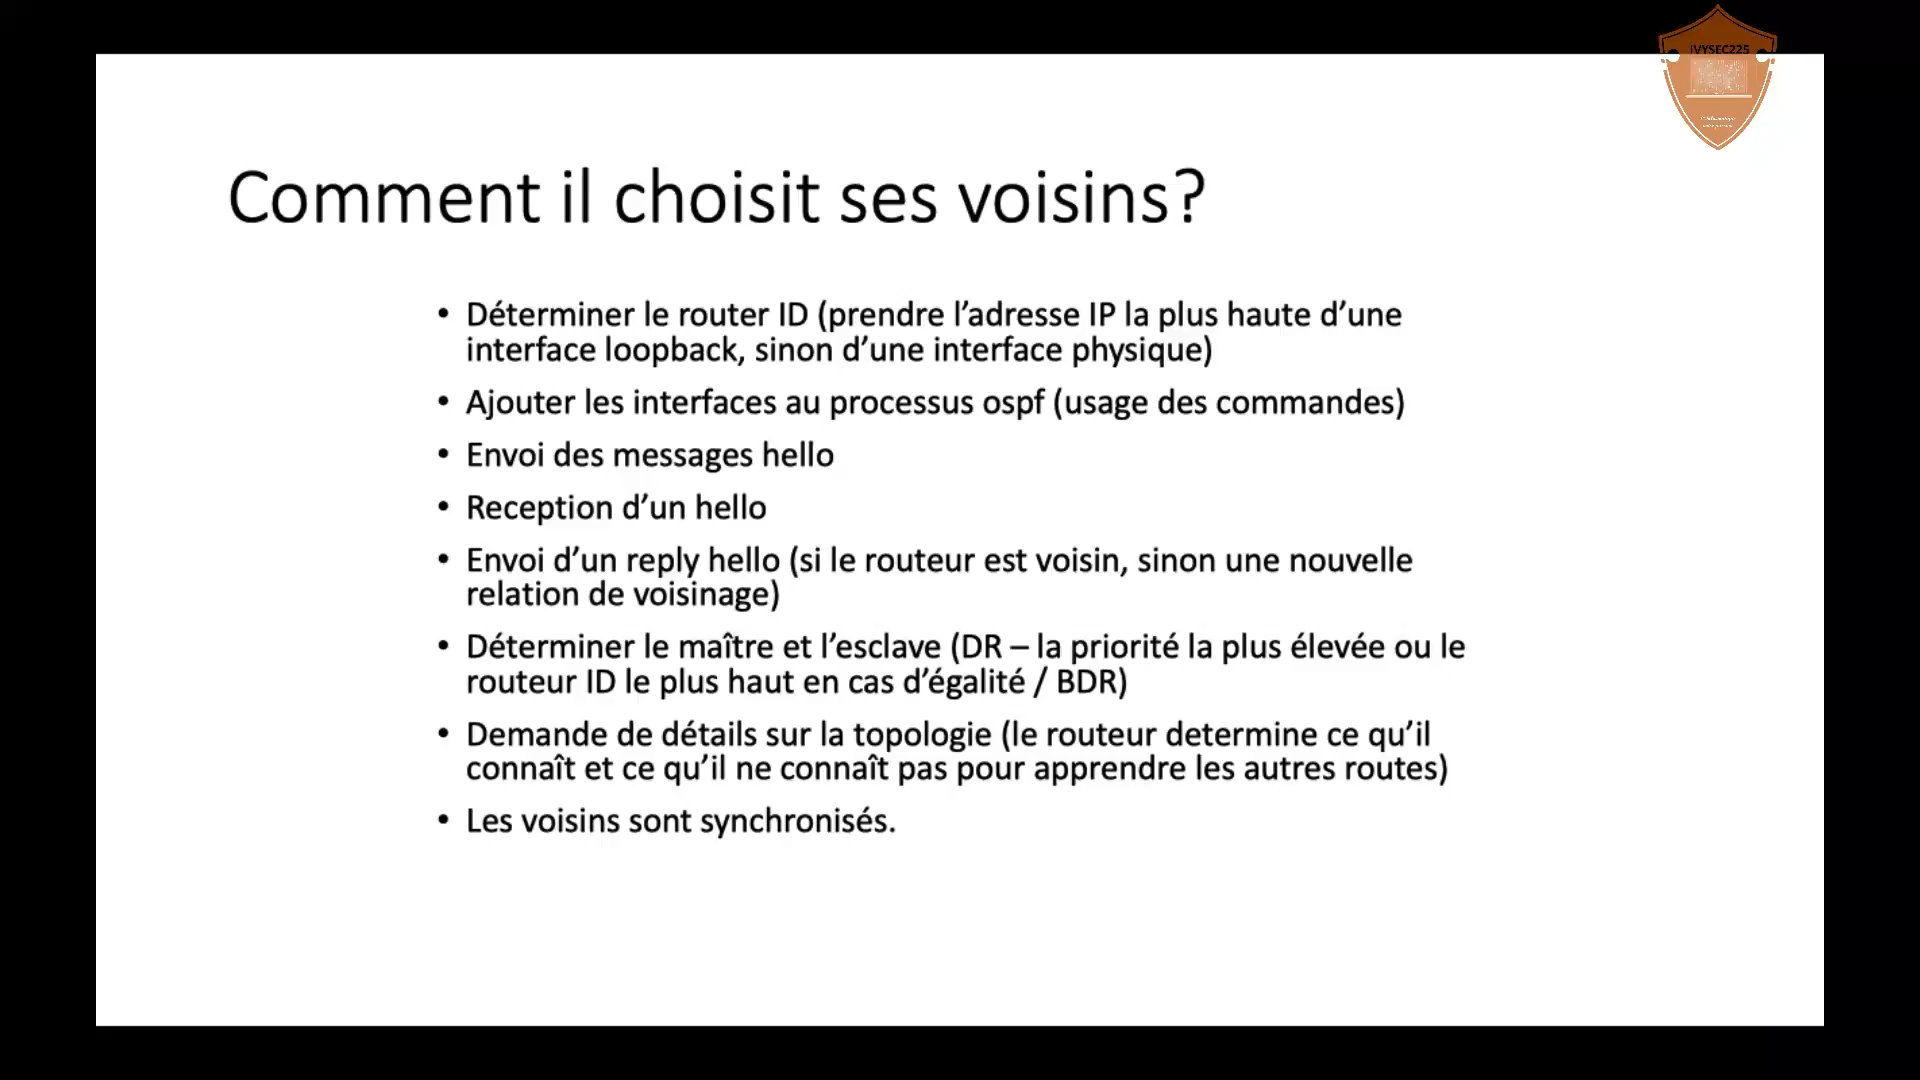 IVYSEC225
Comment il choisit ses voisins?
• Déterminer le router ID (prendre l’adresse IP la plus haute d’une
interface loopback, sinon d’une interface physique)
• Ajouter les interfaces au processus ospf (usage des commandes)
• Envoi des messages hello
• Reception d’un hello
• Envoi d’un reply hello (si le routeur est voisin, sinon une nouvelle
relation de voisinage)
• Déterminer le maître et l’esclave (DR – la priorité la plus élevée ou le
routeur ID le plus haut en cas d’égalité / BDR)
• Demande de détails sur la topologie (le routeur determine ce qu’il
connaît et ce qu’il ne connaît pas pour apprendre les autres routes)
• Les voisins sont synchronisés.